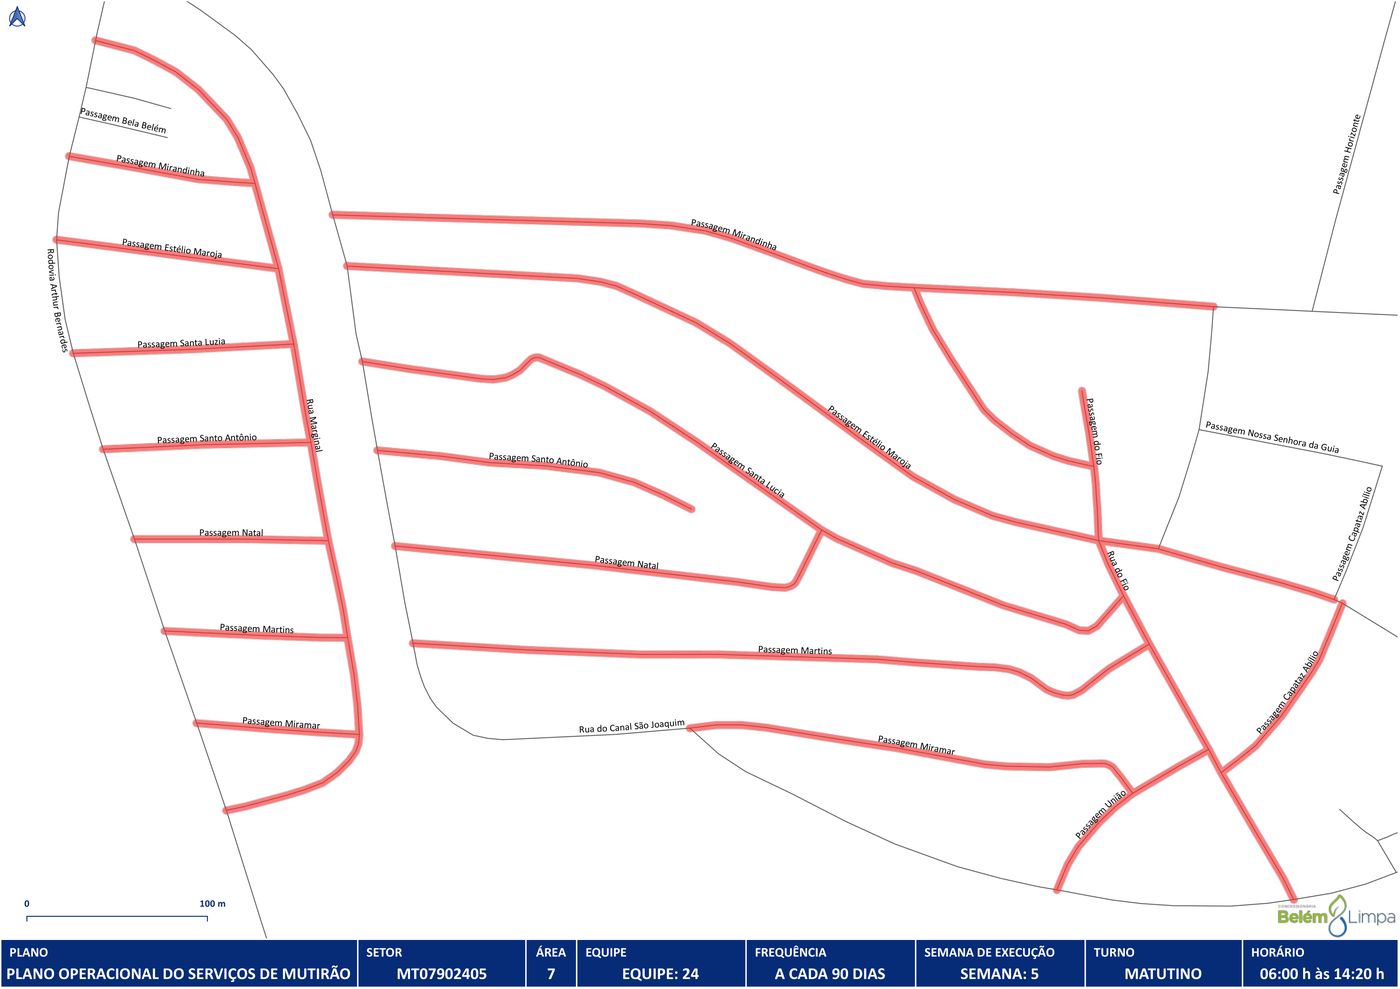 Passagem Bela Belém
Passagem Horizonte
Passagem Mirandinha
Passagem Mirandinha
Passagem Estélio Maroja
Rodovia Arthur Bernardes
Passagem Santa Luzia
Rua Marginal
Passagem do Fio
Passagem Estélio Maroja
Passagem Nossa Senhora da Guia
Passagem Santo Antônio
Passagem Santo Antônio
Passagem Santa Lucia
Passagem Capataz Abílio
Passagem Natal
Passagem Natal
Rua do Fio
Passagem Martins
Passagem Martins
Passagem Capataz Abílio
Passagem Miramar
Rua do Canal São Joaquim
Passagem Miramar
Passagem União
0 100 m
CONCESSIONÁRIA
Belém Limpa
PLANO
PLANO OPERACIONAL DO SERVIÇOS DE MUTIRÃO
SETOR
MT07902405
ÁREA
7
EQUIPE
EQUIPE: 24
FREQUÊNCIA
A CADA 90 DIAS
SEMANA DE EXECUÇÃO
SEMANA: 5
TURNO
MATUTINO
HORÁRIO
06:00 h às 14:20 h